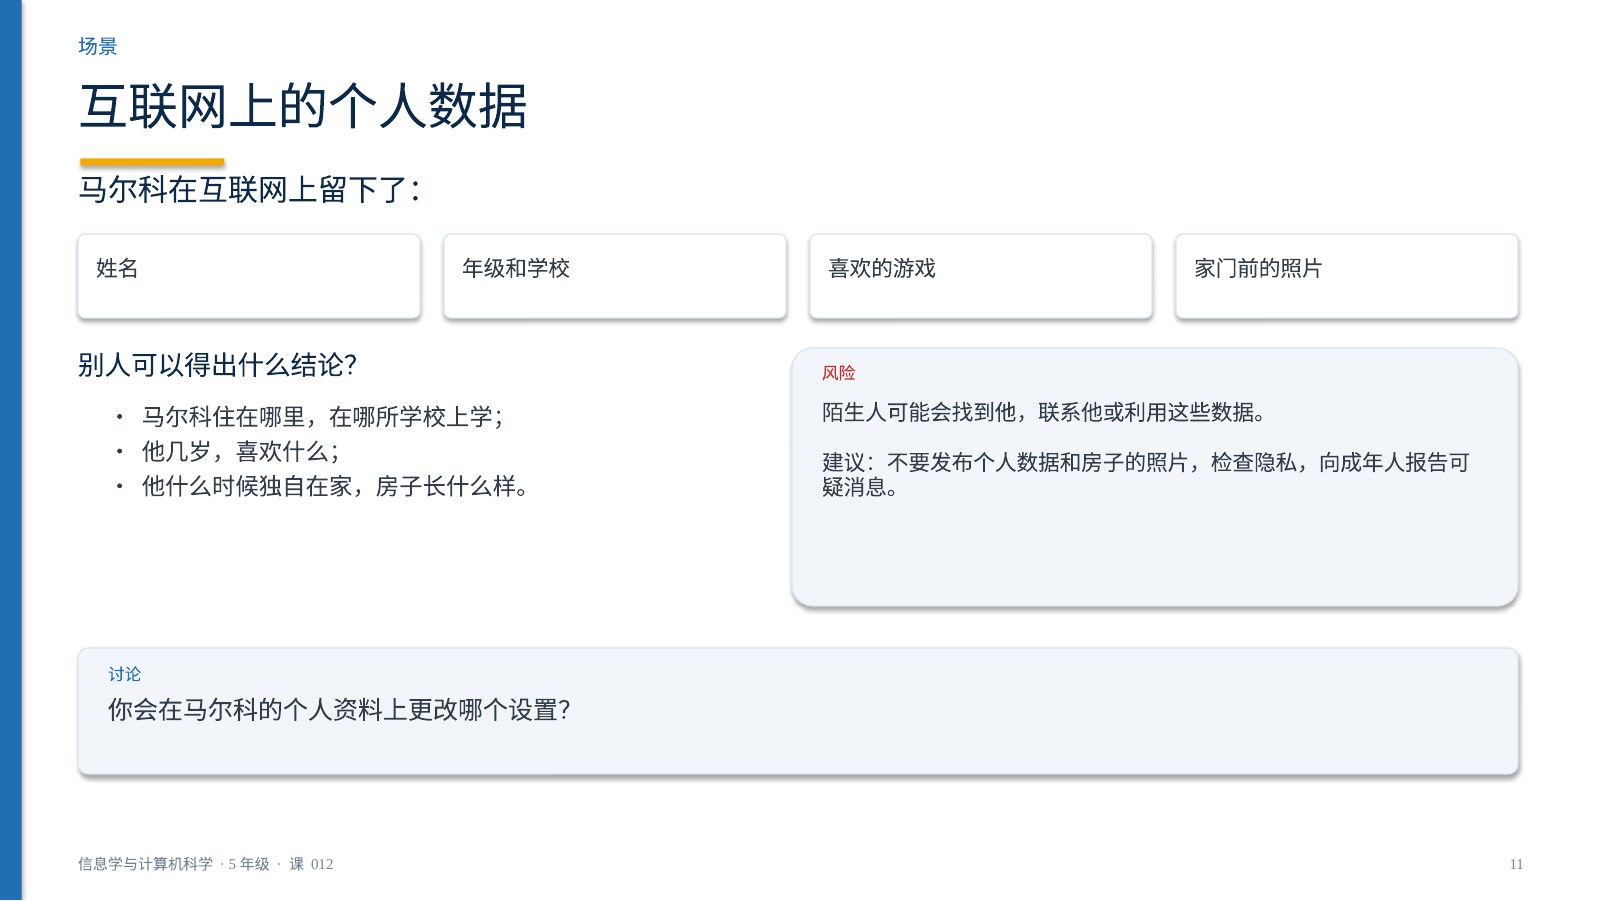 场景
互联网上的个人数据
马尔科在互联网上留下了：
姓名
年级和学校
喜欢的游戏
家门前的照片
别人可以得出什么结论？
• 马尔科住在哪里，在哪所学校上学；
• 他几岁，喜欢什么；
• 他什么时候独自在家，房子长什么样。
风险
陌生人可能会找到他，联系他或利用这些数据。
建议：不要发布个人数据和房子的照片，检查隐私，向成年人报告可
疑消息。
讨论
你会在马尔科的个人资料上更改哪个设置？
信息学与计算机科学 · 5 年级 · 课 012
11